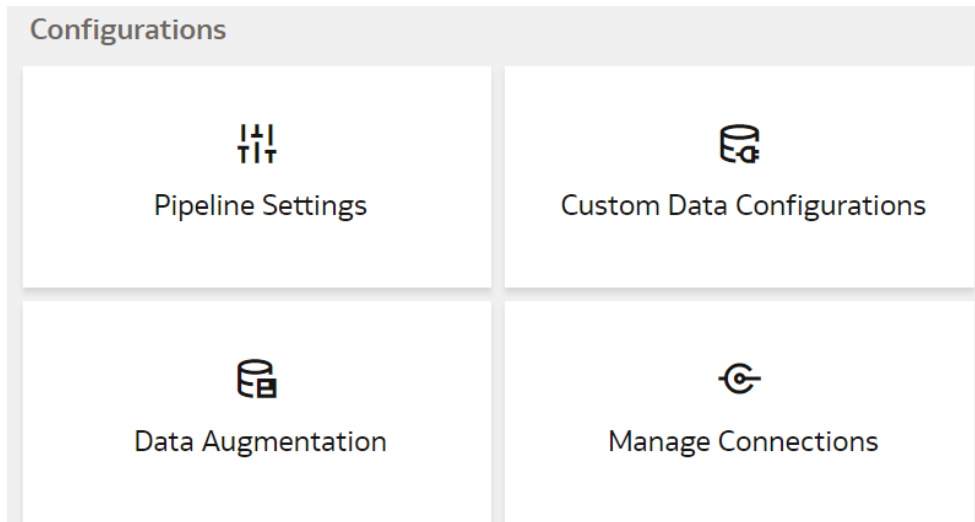 Configurations
Pipeline Settings
Custom Data Configurations
Data Augmentation
Manage Connections